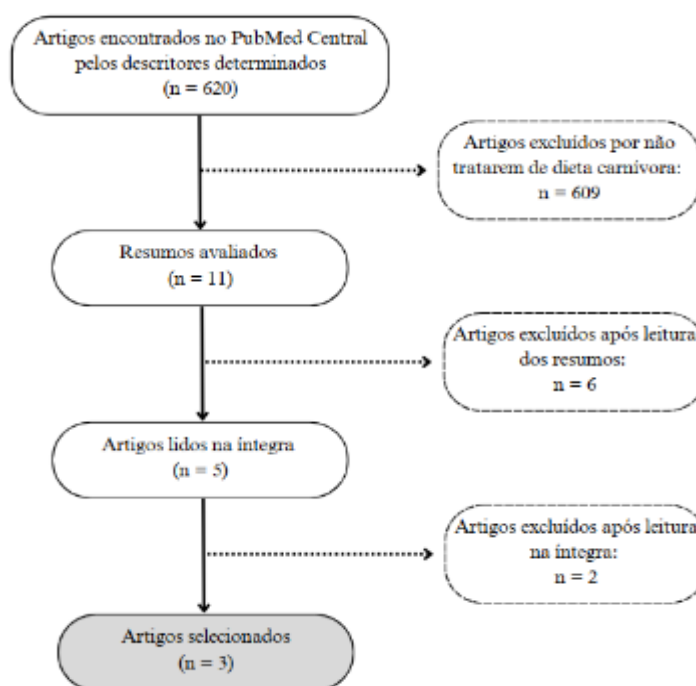 Artigos encontrados no PubMed Central
pelos descritores determinados
(n = 620)
Artigos excluídos por não
tratarem de dieta carnívora:
n = 609
Resumos avaliados
(n = 11)
Artigos excluídos após leitura
dos resumos:
n = 6
Artigos lidos na íntegra
(n = 5)
Artigos excluídos após leitura
na íntegra:
n = 2
Artigos selecionados
(n = 3)